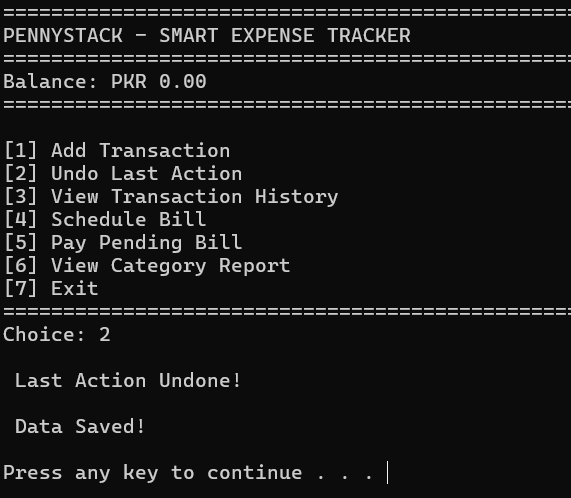 ================================================
PENNYSTACK - SMART EXPENSE TRACKER
================================================
Balance: PKR 0.00
================================================
[1] Add Transaction
[2] Undo Last Action
[3] View Transaction History
[4] Schedule Bill
[5] Pay Pending Bill
[6] View Category Report
[7] Exit
================================================
Choice: 2
Last Action Undone!
Data Saved!
Press any key to continue . . .